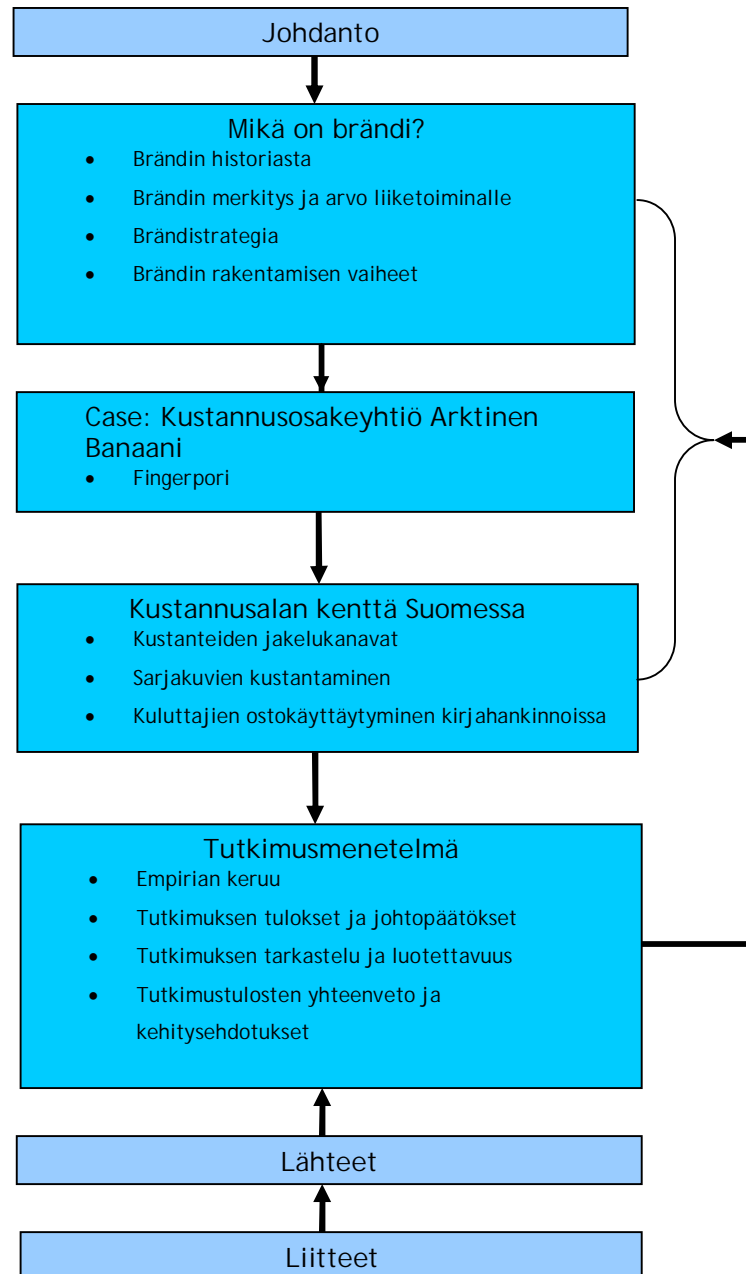 Johdanto
Mikä on brändi?
• Brändin historiasta
• Brändin merkitys ja arvo liiketoiminalle
• Brändistrategia
• Brändin rakentamisen vaiheet
Case: Kustannusosakeyhtiö Arktinen
Banaani
• Fingerpori
Kustannusalan kenttä Suomessa
• Kustanteiden jakelukanavat
• Sarjakuvien kustantaminen
• Kuluttajien ostokäyttäytyminen kirjahankinnoissa
Tutkimusmenetelmä
• Empirian keruu
• Tutkimuksen tulokset ja johtopäätökset
• Tutkimuksen tarkastelu ja luotettavuus
• Tutkimustulosten yhteenveto ja
kehitysehdotukset
Lähteet
Liitteet